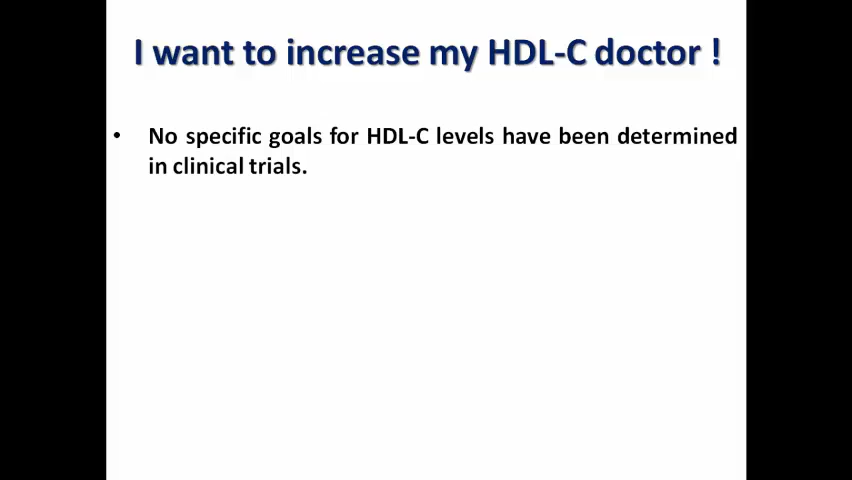 I want to increase my HDL-C doctor !
• No specific goals for HDL-C levels have been determined
in clinical trials.